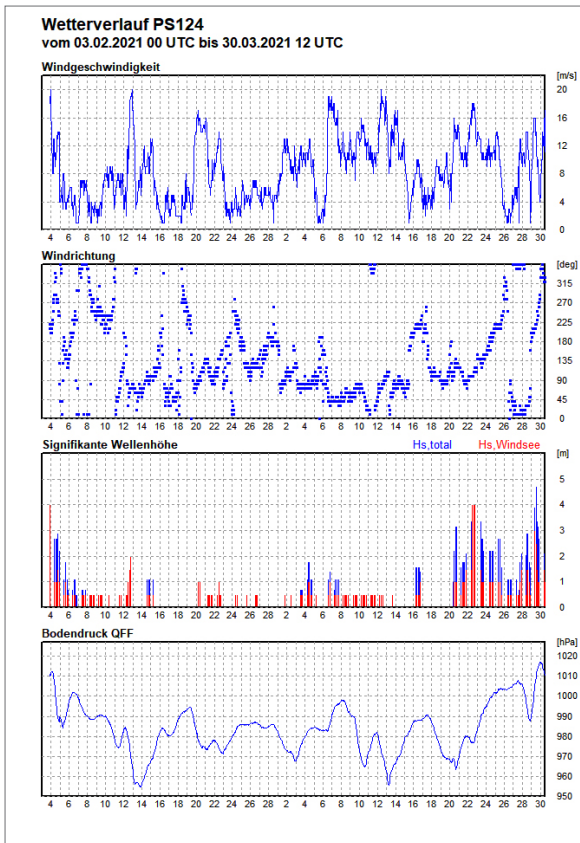 Wetterverlauf PS124
vom 03.02.2021 00 UTC bis 30.03.2021 12 UTC
Windgeschwindigkeit
[m/s]
20
16
12
8
4
0
4 6 8 10 12 14 16 18 20 22 24 26 28 2 4 6 8 10 12 14 16 18 20 22 24 26 28 30
Windrichtung
[deg]
315
270
225
180
135
90
45
0
4 6 8 10 12 14 16 18 20 22 24 26 28 2 4 6 8 10 12 14 16 18 20 22 24 26 28 30
Signifikante Wellenhöhe Hs,total Hs,Windsee [m]
5
4
3
2
1
0
4 6 8 10 12 14 16 18 20 22 24 26 28 2 4 6 8 10 12 14 16 18 20 22 24 26 28 30
Bodendruck QFF
[hPa]
1020
1010
1000
990
980
970
960
950
4 6 8 10 12 14 16 18 20 22 24 26 28 2 4 6 8 10 12 14 16 18 20 22 24 26 28 30